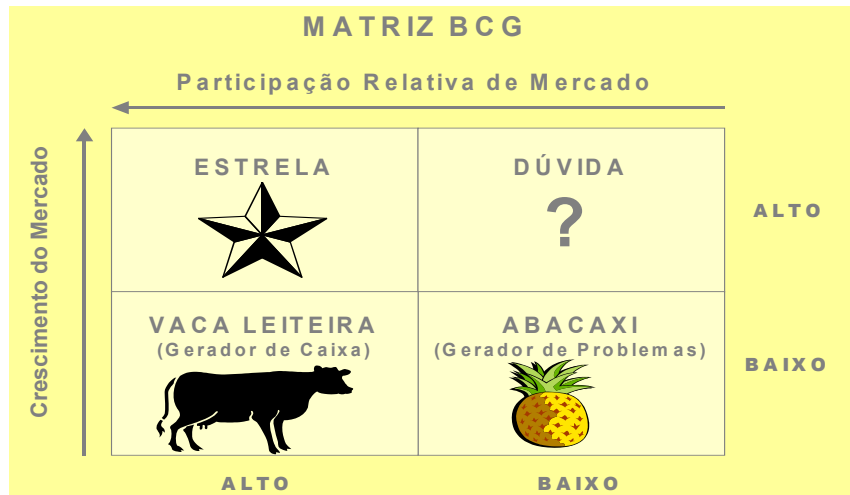 MATRIZ BCG
Participação Relativa de Mercado
Crescimento do Mercado
ESTRELA
DÚVIDA
?
ALTO
VACA LEITEIRA
(Gerador de Caixa)
ABACAXI
(Gerador de Problemas)
BAIXO
ALTO
BAIXO